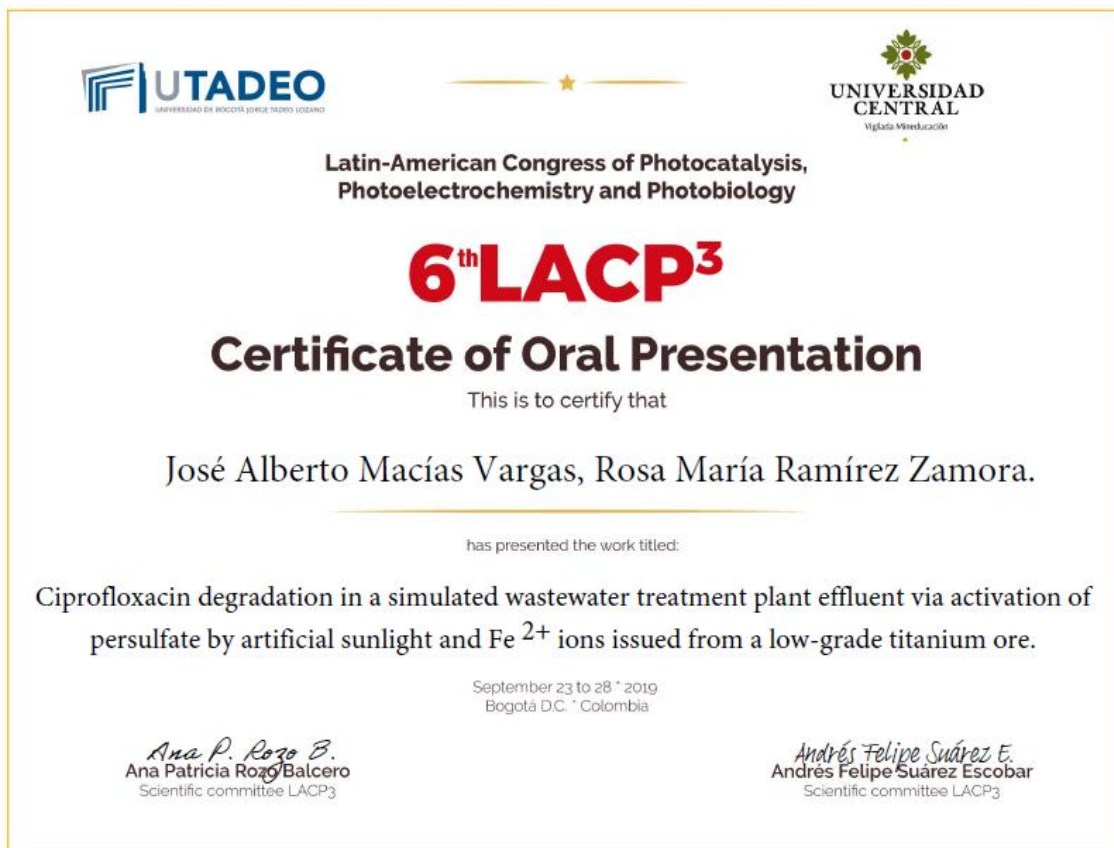 UTADEO
UNIVERSIDAD DE BOGOTÁ JORGE TADEO LOZANO
UNIVERSIDAD
CENTRAL
Vigilada Mineducación
Latin-American Congress of Photocatalysis,
Photoelectrochemistry and Photobiology
6th LACP³
Certificate of Oral Presentation
This is to certify that
José Alberto Macías Vargas, Rosa María Ramírez Zamora.
has presented the work titled:
Ciprofloxacin degradation in a simulated wastewater treatment plant effluent via activation of
persulfate by artificial sunlight and Fe 2+ ions issued from a low-grade titanium ore.
September 23 to 28 * 2019
Bogotá D.C. * Colombia
Ana P. Rozo B.
Ana Patricia Rozo Balcero
Scientific committee LACP3
Andrés Felipe Suárez E.
Andrés Felipe Suárez Escobar
Scientific committee LACP3